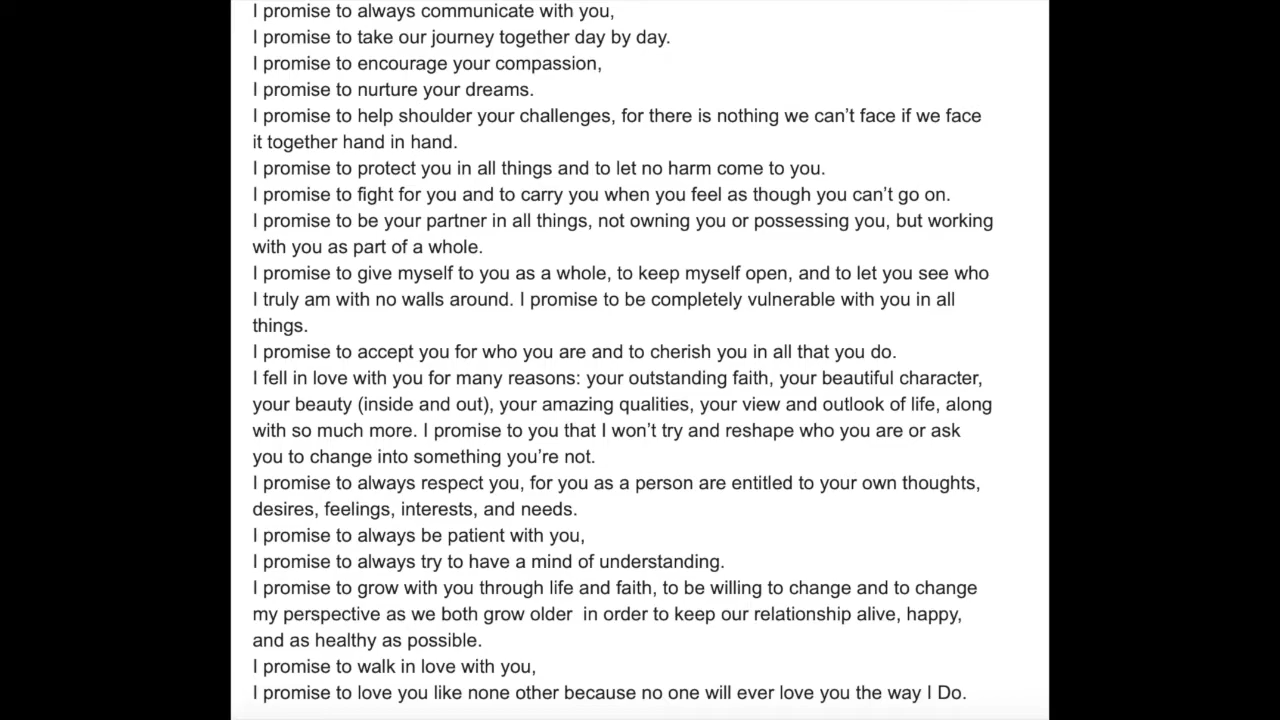 I promise to always communicate with you,
I promise to take our journey together day by day.
I promise to encourage your compassion,
I promise to nurture your dreams.
I promise to help shoulder your challenges, for there is nothing we can’t face if we face
it together hand in hand.
I promise to protect you in all things and to let no harm come to you.
I promise to fight for you and to carry you when you feel as though you can’t go on.
I promise to be your partner in all things, not owning you or possessing you, but working
with you as part of a whole.
I promise to give myself to you as a whole, to keep myself open, and to let you see who
I truly am with no walls around. I promise to be completely vulnerable with you in all
things.
I promise to accept you for who you are and to cherish you in all that you do.
I fell in love with you for many reasons: your outstanding faith, your beautiful character,
your beauty (inside and out), your amazing qualities, your view and outlook of life, along
with so much more. I promise to you that I won’t try and reshape who you are or ask
you to change into something you’re not.
I promise to always respect you, for you as a person are entitled to your own thoughts,
desires, feelings, interests, and needs.
I promise to always be patient with you,
I promise to always try to have a mind of understanding.
I promise to grow with you through life and faith, to be willing to change and to change
my perspective as we both grow older  in order to keep our relationship alive, happy,
and as healthy as possible.
I promise to walk in love with you,
I promise to love you like none other because no one will ever love you the way I Do.